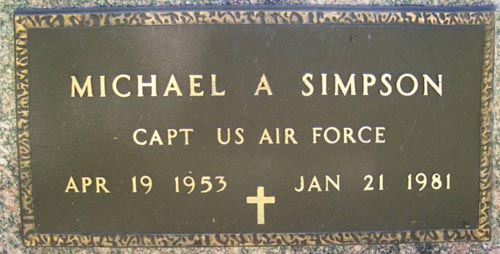 MICHAEL A SIMPSON
CAPT US AIR FORCE
APR 19 1953 JAN 21 1981